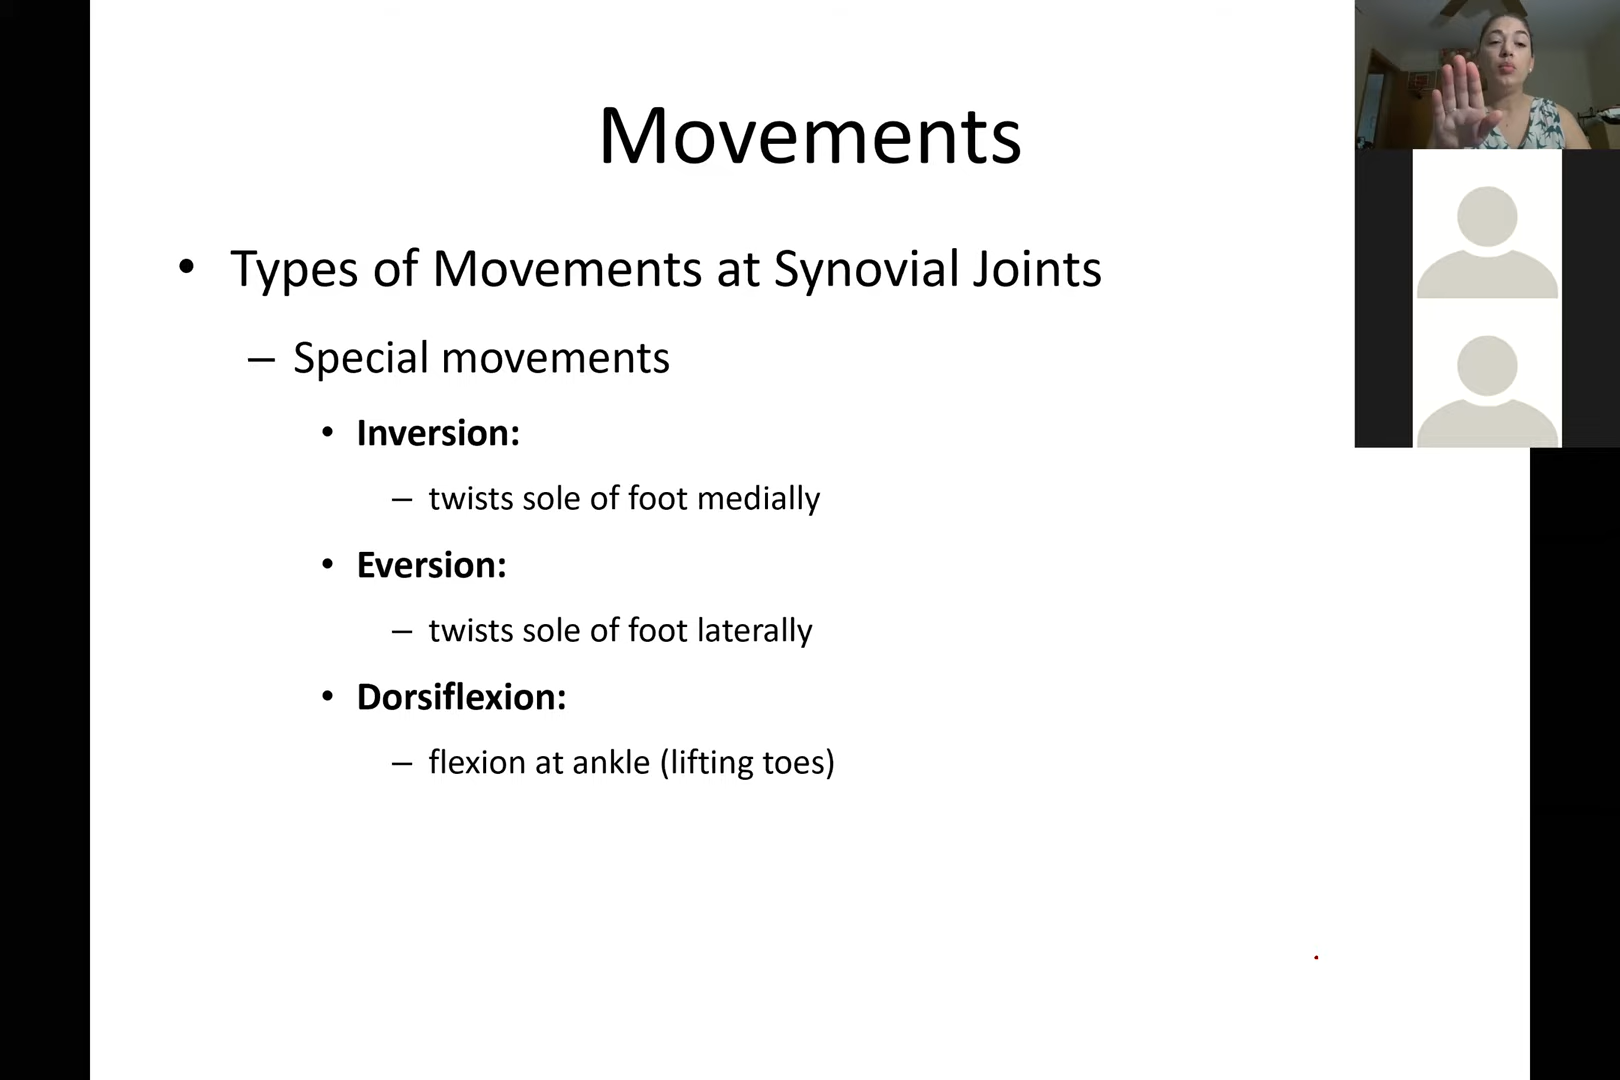 Movements
• Types of Movements at Synovial Joints
– Special movements
• Inversion:
– twists sole of foot medially
• Eversion:
– twists sole of foot laterally
• Dorsiflexion:
– flexion at ankle (lifting toes)